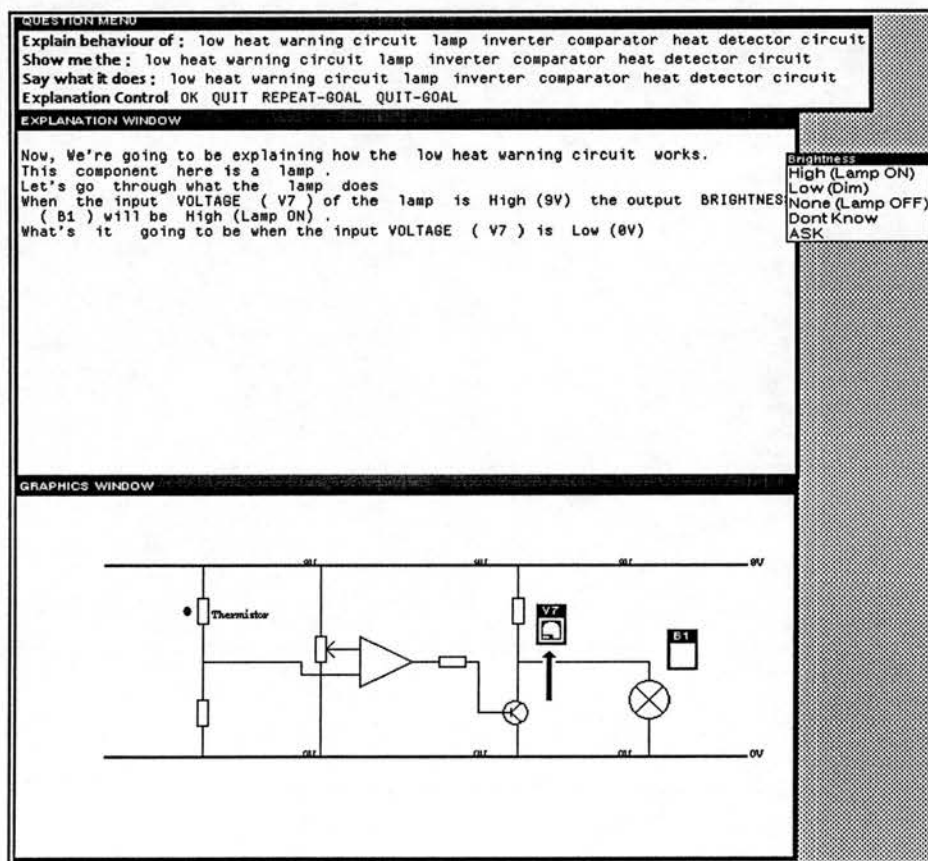 QUESTION MENU
Explain behaviour of : low heat warning circuit lamp inverter comparator heat detector circuit
Show me the : low heat warning circuit lamp inverter comparator heat detector circuit
Say what it does : low heat warning circuit lamp inverter comparator heat detector circuit
Explanation Control OK QUIT REPEAT-GOAL QUIT-GOAL
EXPLANATION WINDOW
Now, We're going to be explaining how the low heat warning circuit works.
This component here is a lamp .
Let's go through what the lamp does
When the input VOLTAGE ( V7 ) of the lamp is High (9V) the output BRIGHTNES
( B1 ) will be High (Lamp ON) .
What's it going to be when the input VOLTAGE ( V7 ) is Low (0V)
Brightness
High (Lamp ON)
Low (Dim)
None (Lamp OFF)
Dont Know
ASK
GRAPHICS WINDOW
0V
Thermistor
V7
B1
0V